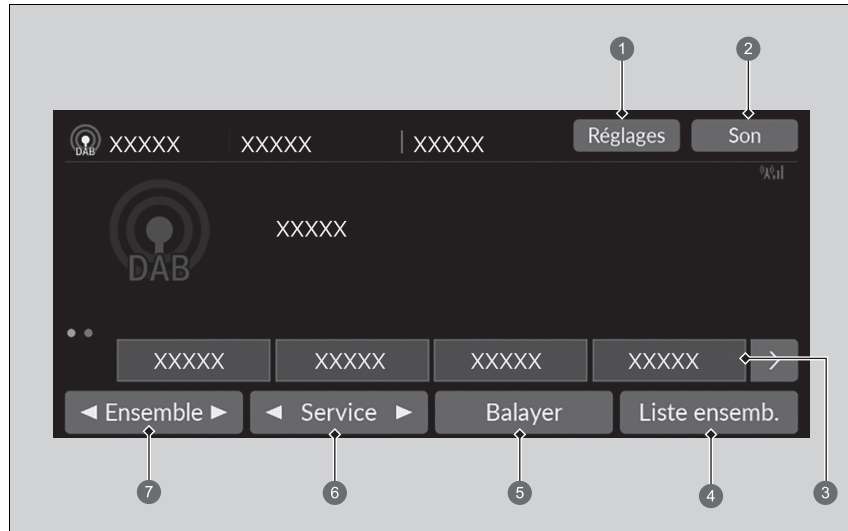 1 2
Réglages Son
DAB XXXXX XXXXX XXXXX
XXXXX
DAB
XXXXX XXXXX XXXXX XXXXX >
◄ Ensemble ► ◄ Service ► Balayer Liste ensemb.
7 6 5 4 3